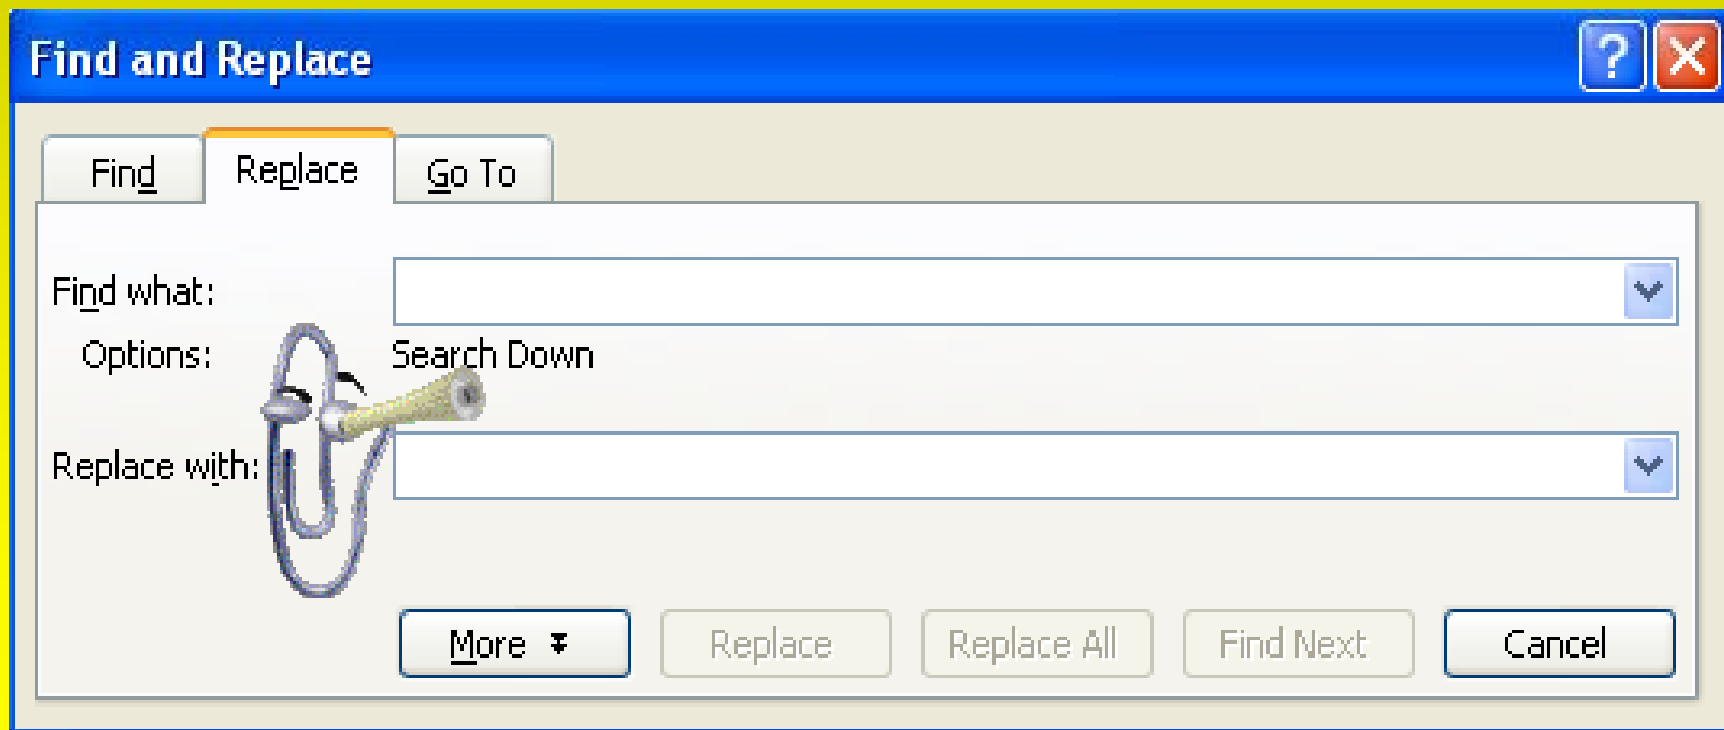 Find and Replace
Find Replace Go To
Find what:
Options: Search Down
Replace with:
More Replace Replace All Find Next Cancel